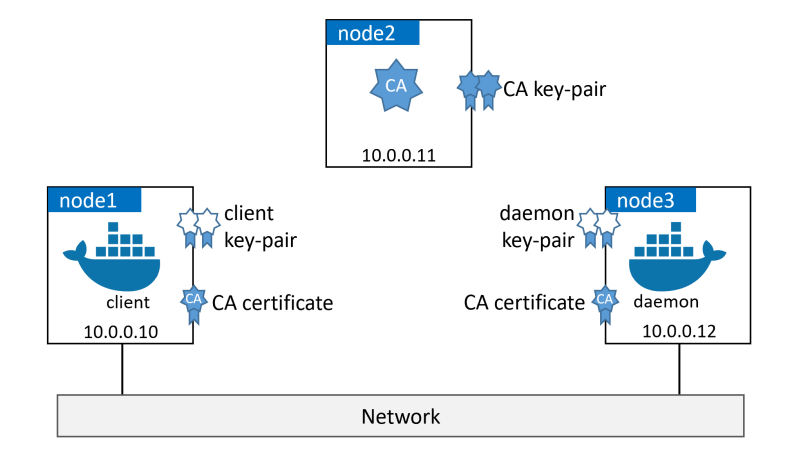 node2
CA
CA key-pair
10.0.0.11
node1
client
key-pair
client
CA
CA certificate
10.0.0.10
node3
daemon
key-pair
daemon
CA certificate
CA
10.0.0.12
Network